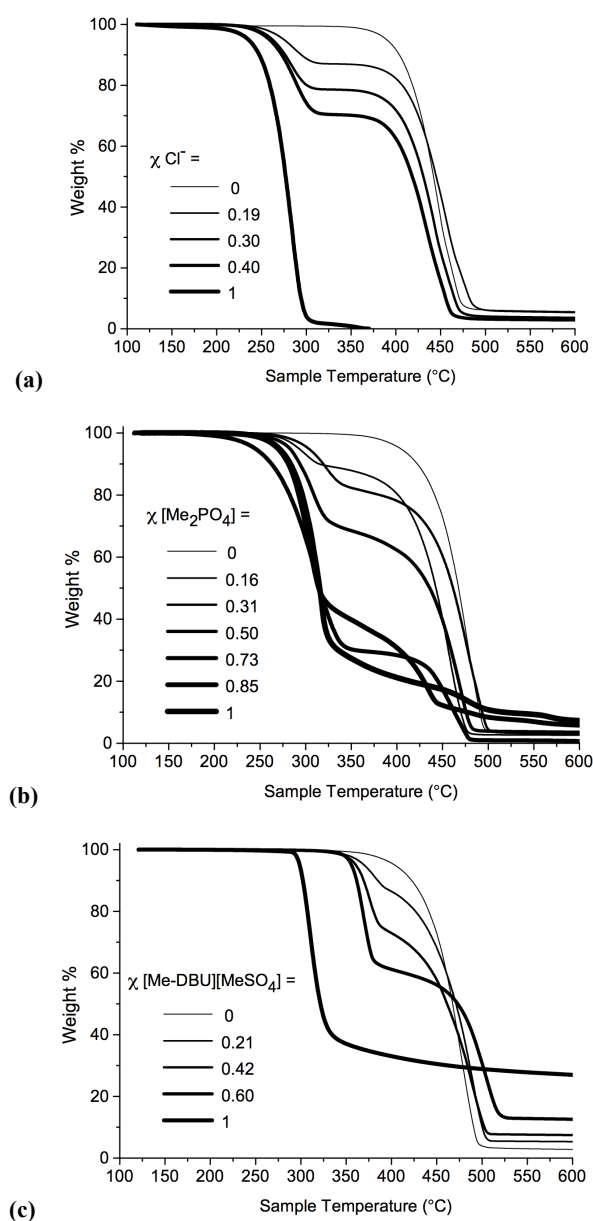 100
80
60
40
20
0
Weight %
χ Cl⁻ =
0
0.19
0.30
0.40
1
100 150 200 250 300 350 400 450 500 550 600
Sample Temperature (°C)
(a)
100
80
60
40
20
0
Weight %
χ [Me₂PO₄] =
0
0.16
0.31
0.50
0.73
0.85
1
100 150 200 250 300 350 400 450 500 550 600
Sample Temperature (°C)
(b)
100
80
60
40
20
0
Weight %
χ [Me-DBU][MeSO₄] =
0
0.21
0.42
0.60
1
100 150 200 250 300 350 400 450 500 550 600
Sample Temperature (°C)
(c)